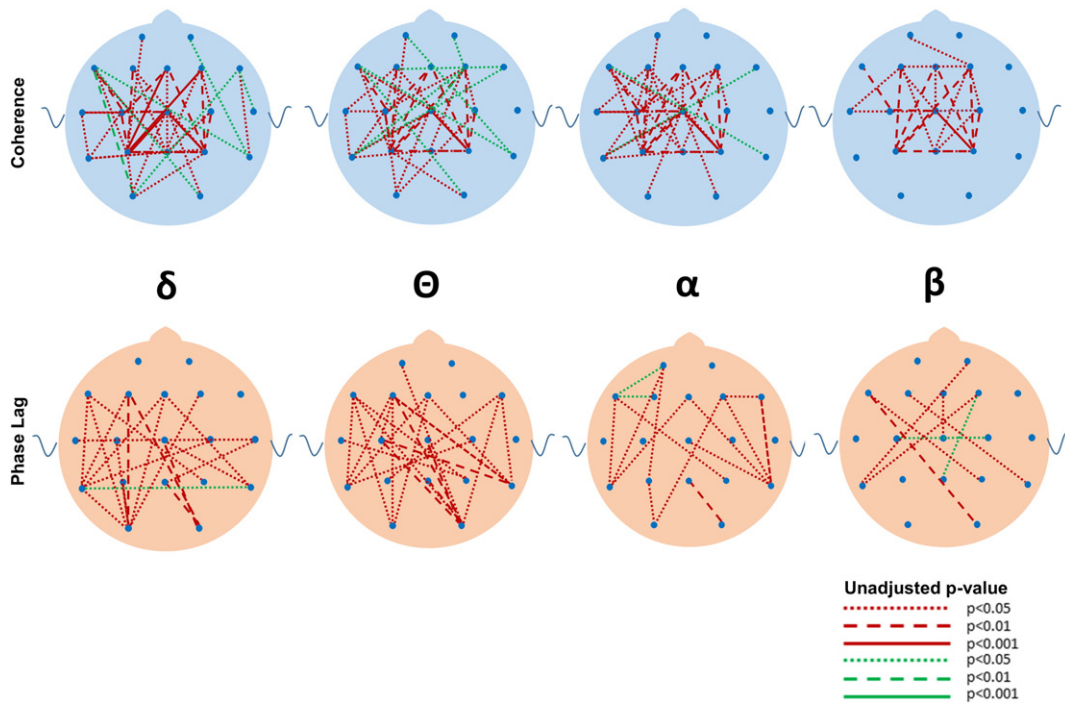 Coherence
δ Θ α β
Phase Lag
Unadjusted p-value
p<0.05
p<0.01
p<0.001
p<0.05
p<0.01
p<0.001